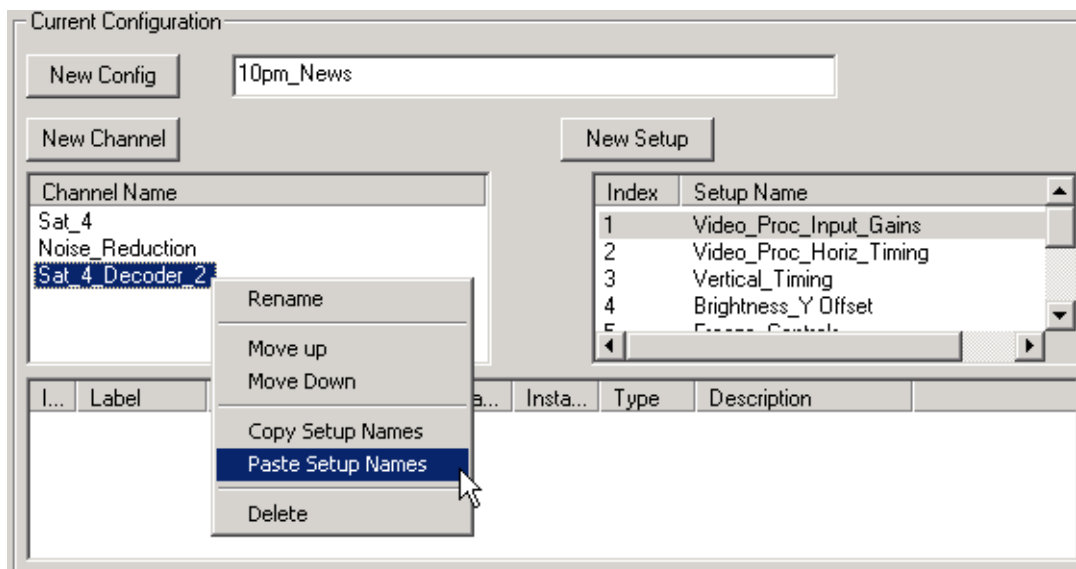 Current Configuration
New Config
10pm_News
New Channel
New Setup
Channel Name
Sat_4
Noise_Reduction
Sat_4_Decoder_2
Index Setup Name
1 Video_Proc_Input_Gains
2 Video_Proc_Horiz_Timing
3 Vertical_Timing
4 Brightness_Y Offset
Rename
Move up
Move Down
Copy Setup Names
Paste Setup Names
Delete
I... Label a... Insta... Type Description